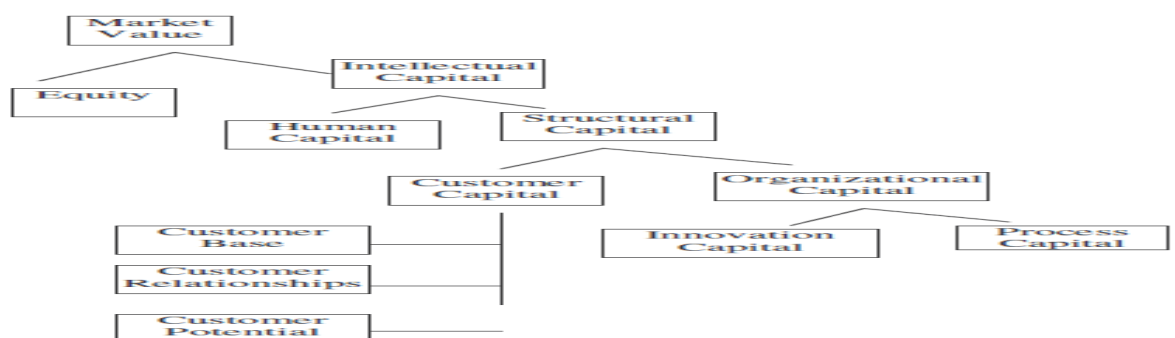 Market
Value
Intellectual
Capital
Equity
Human
Capital
Structural
Capital
Customer
Capital
Organizational
Capital
Customer
Base
Innovation
Capital
Process
Capital
Customer
Relationships
Customer
Potential